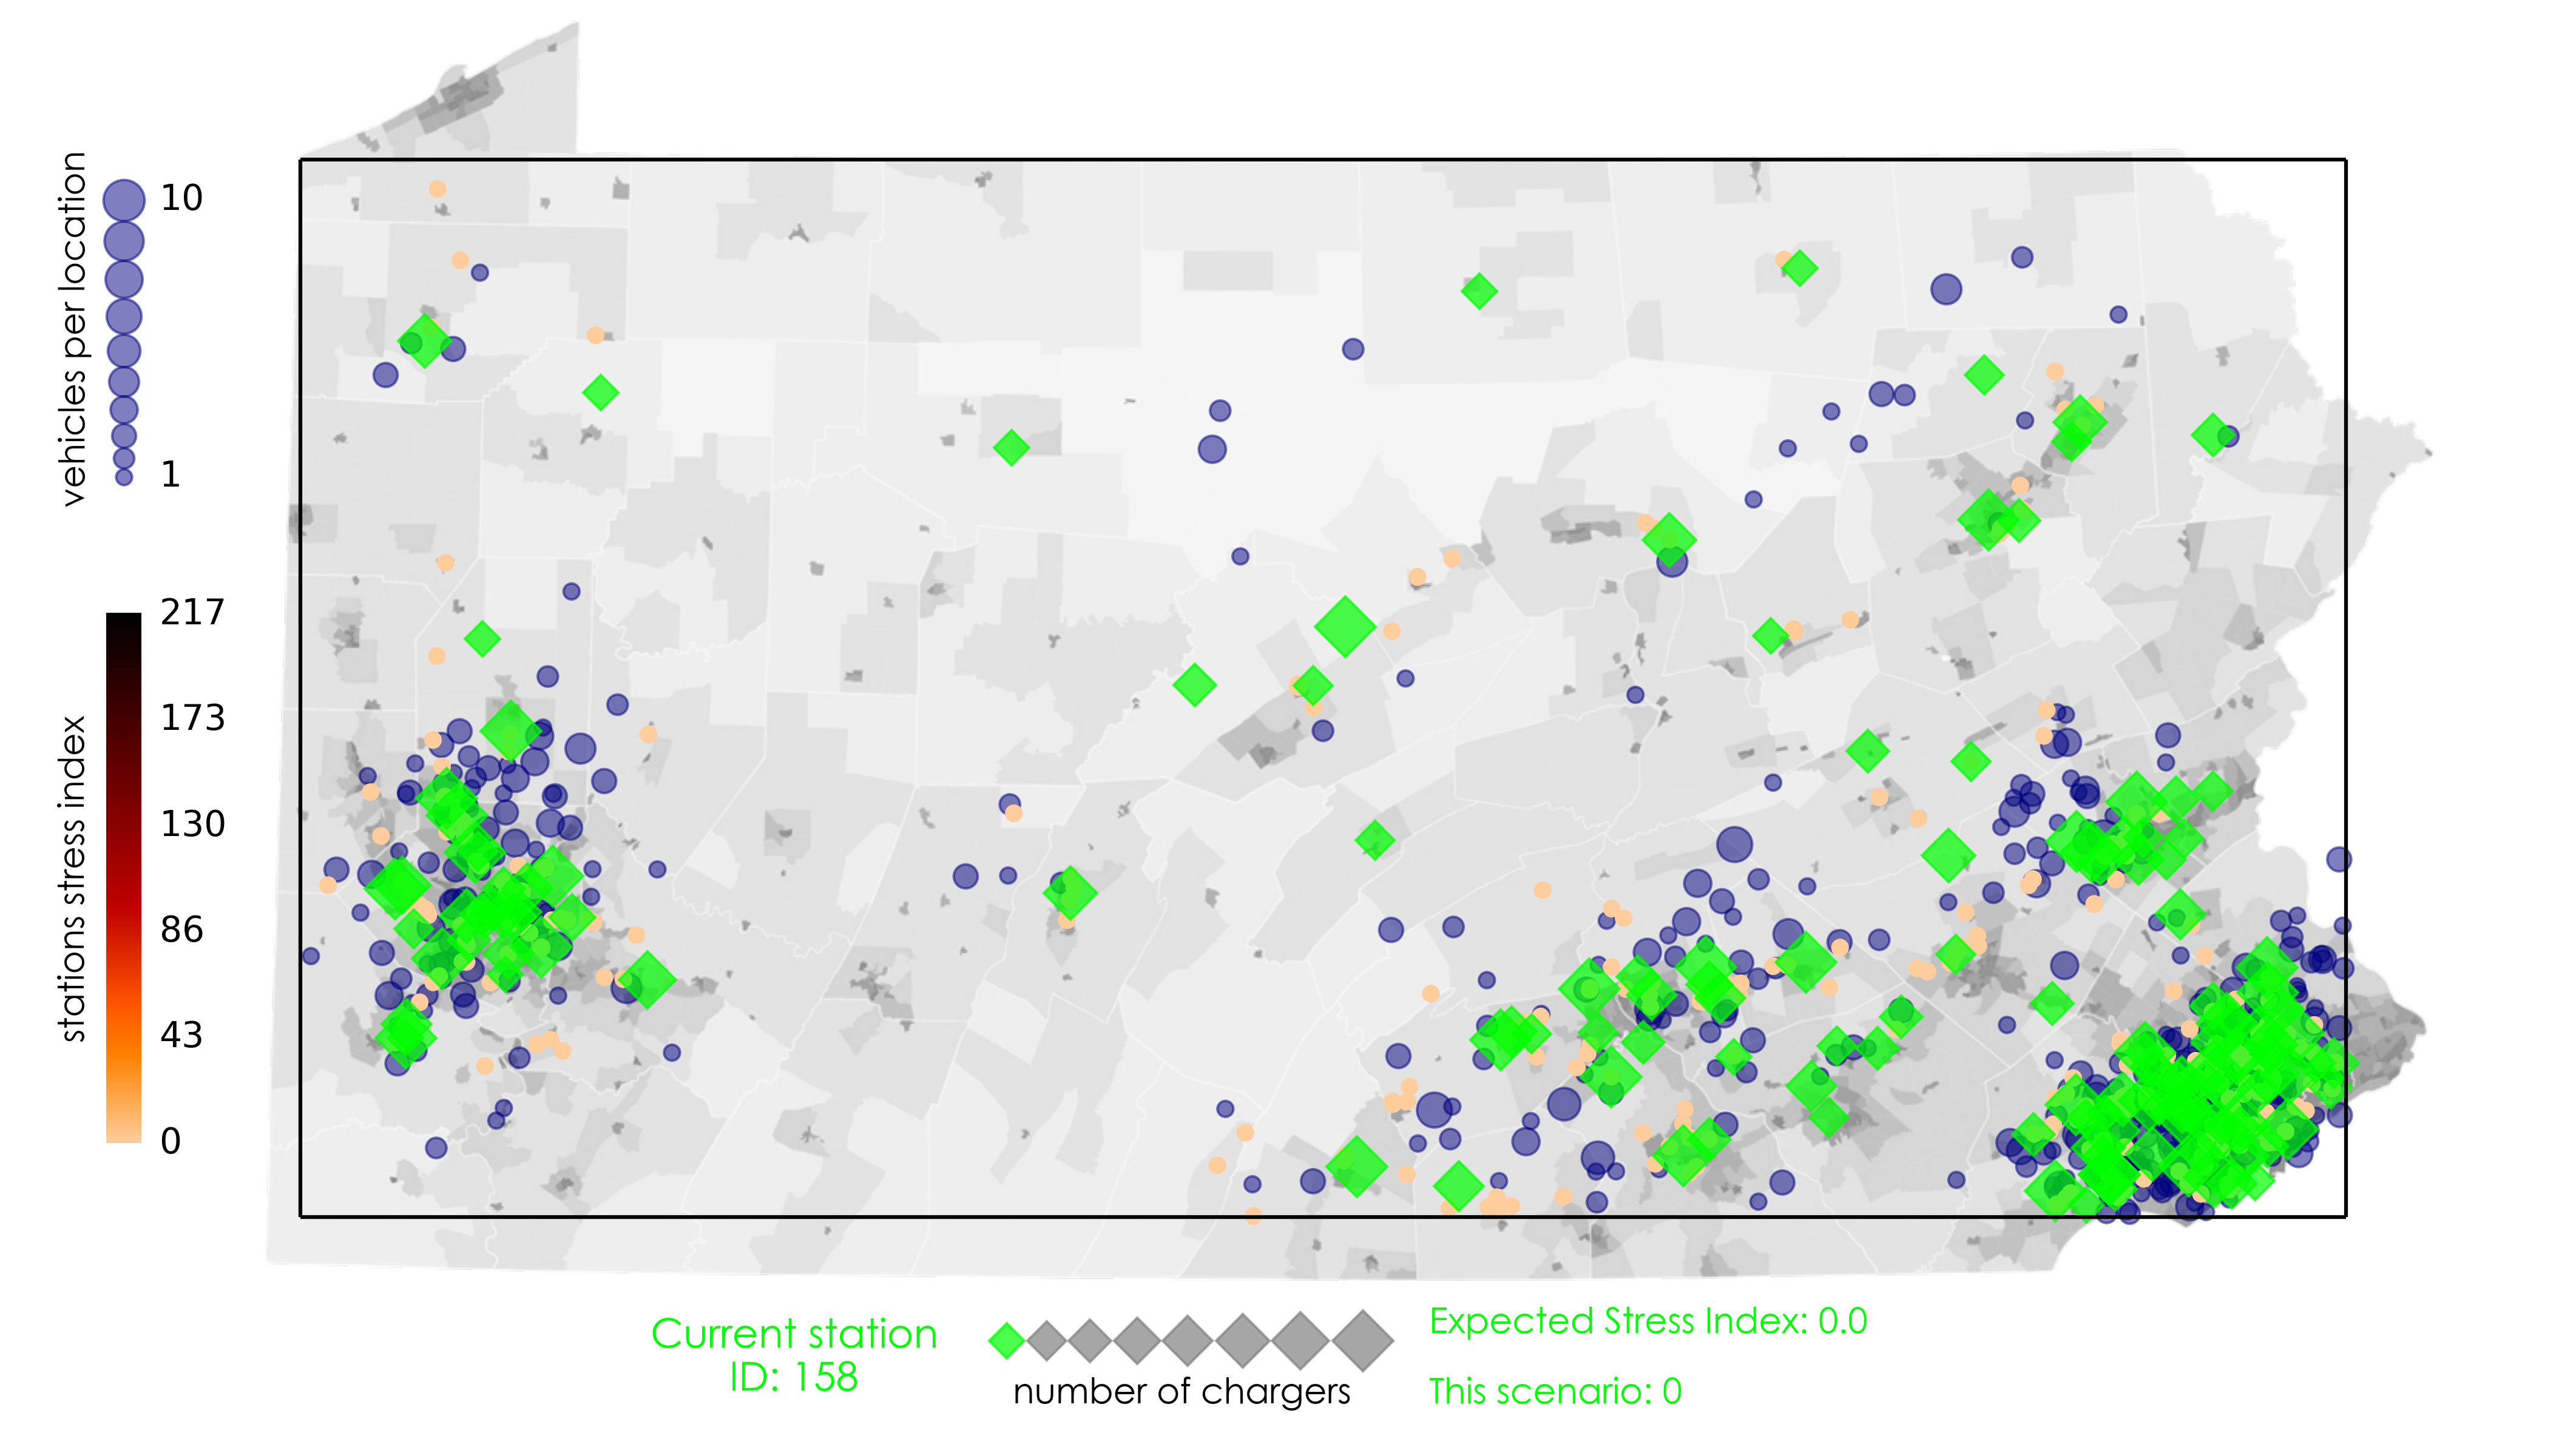 vehicles per location
10
1
stations stress index
217
173
130
86
43
0
Current station
ID: 158
number of chargers
Expected Stress Index: 0.0
This scenario: 0